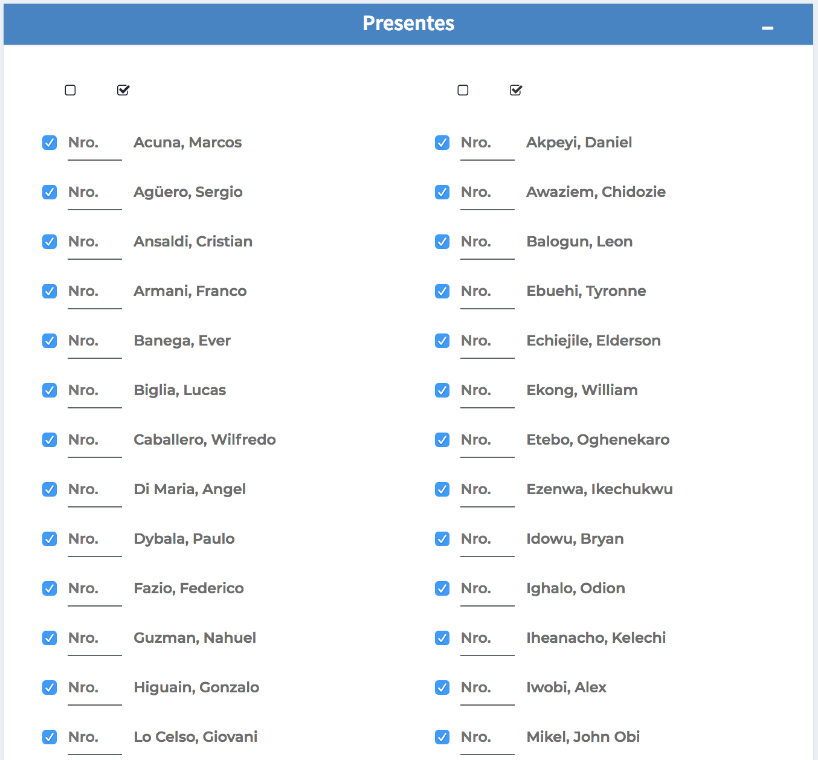 Presentes
Nro. Acuna, Marcos
Nro. Agüero, Sergio
Nro. Ansaldi, Cristian
Nro. Armani, Franco
Nro. Banega, Ever
Nro. Biglia, Lucas
Nro. Caballero, Wilfredo
Nro. Di Maria, Angel
Nro. Dybala, Paulo
Nro. Fazio, Federico
Nro. Guzman, Nahuel
Nro. Higuain, Gonzalo
Nro. Lo Celso, Giovani
Nro. Akpeyi, Daniel
Nro. Awaziem, Chidozie
Nro. Balogun, Leon
Nro. Ebuehi, Tyronne
Nro. Echiejile, Elderson
Nro. Ekong, William
Nro. Etebo, Oghenekaro
Nro. Ezenwa, Ikechukwu
Nro. Idowu, Bryan
Nro. Ighalo, Odion
Nro. Iheanacho, Kelechi
Nro. Iwobi, Alex
Nro. Mikel, John Obi